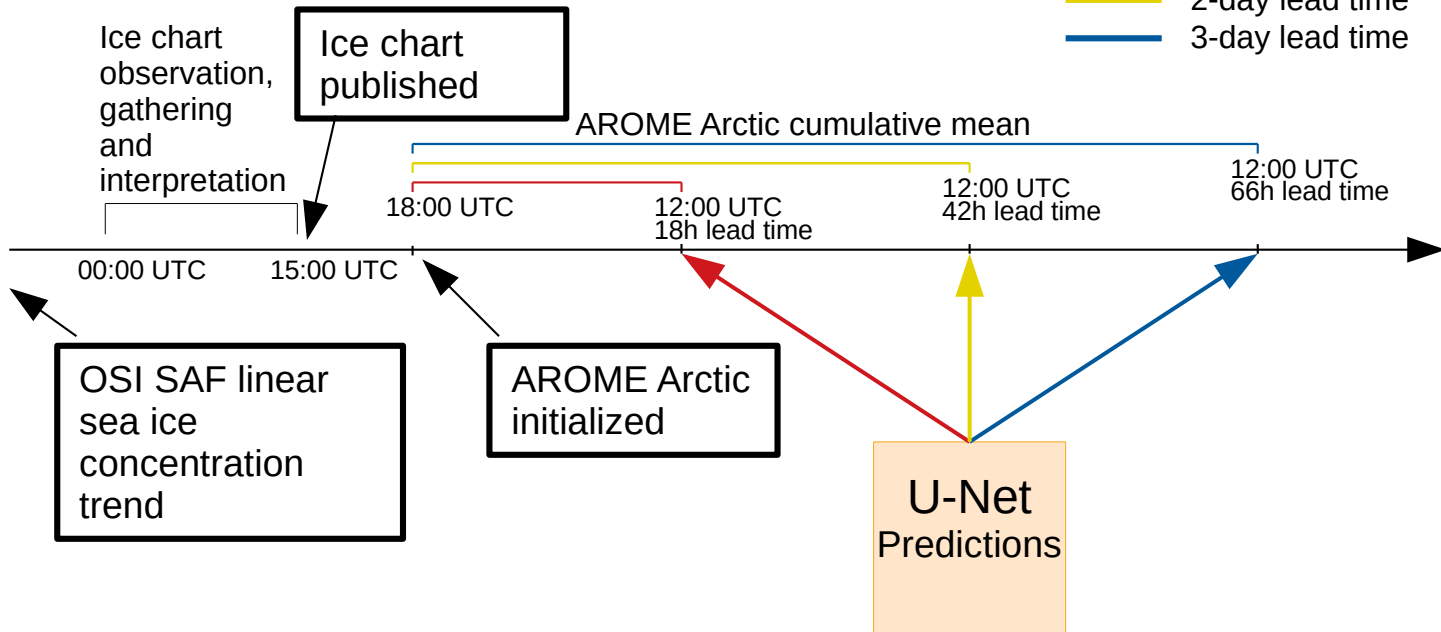 2-day lead time
3-day lead time
Ice chart
observation,
gathering
and
interpretation
Ice chart
published
AROME Arctic cumulative mean
18:00 UTC
12:00 UTC
18h lead time
12:00 UTC
42h lead time
12:00 UTC
66h lead time
00:00 UTC
15:00 UTC
OSI SAF linear
sea ice
concentration
trend
AROME Arctic
initialized
U-Net
Predictions